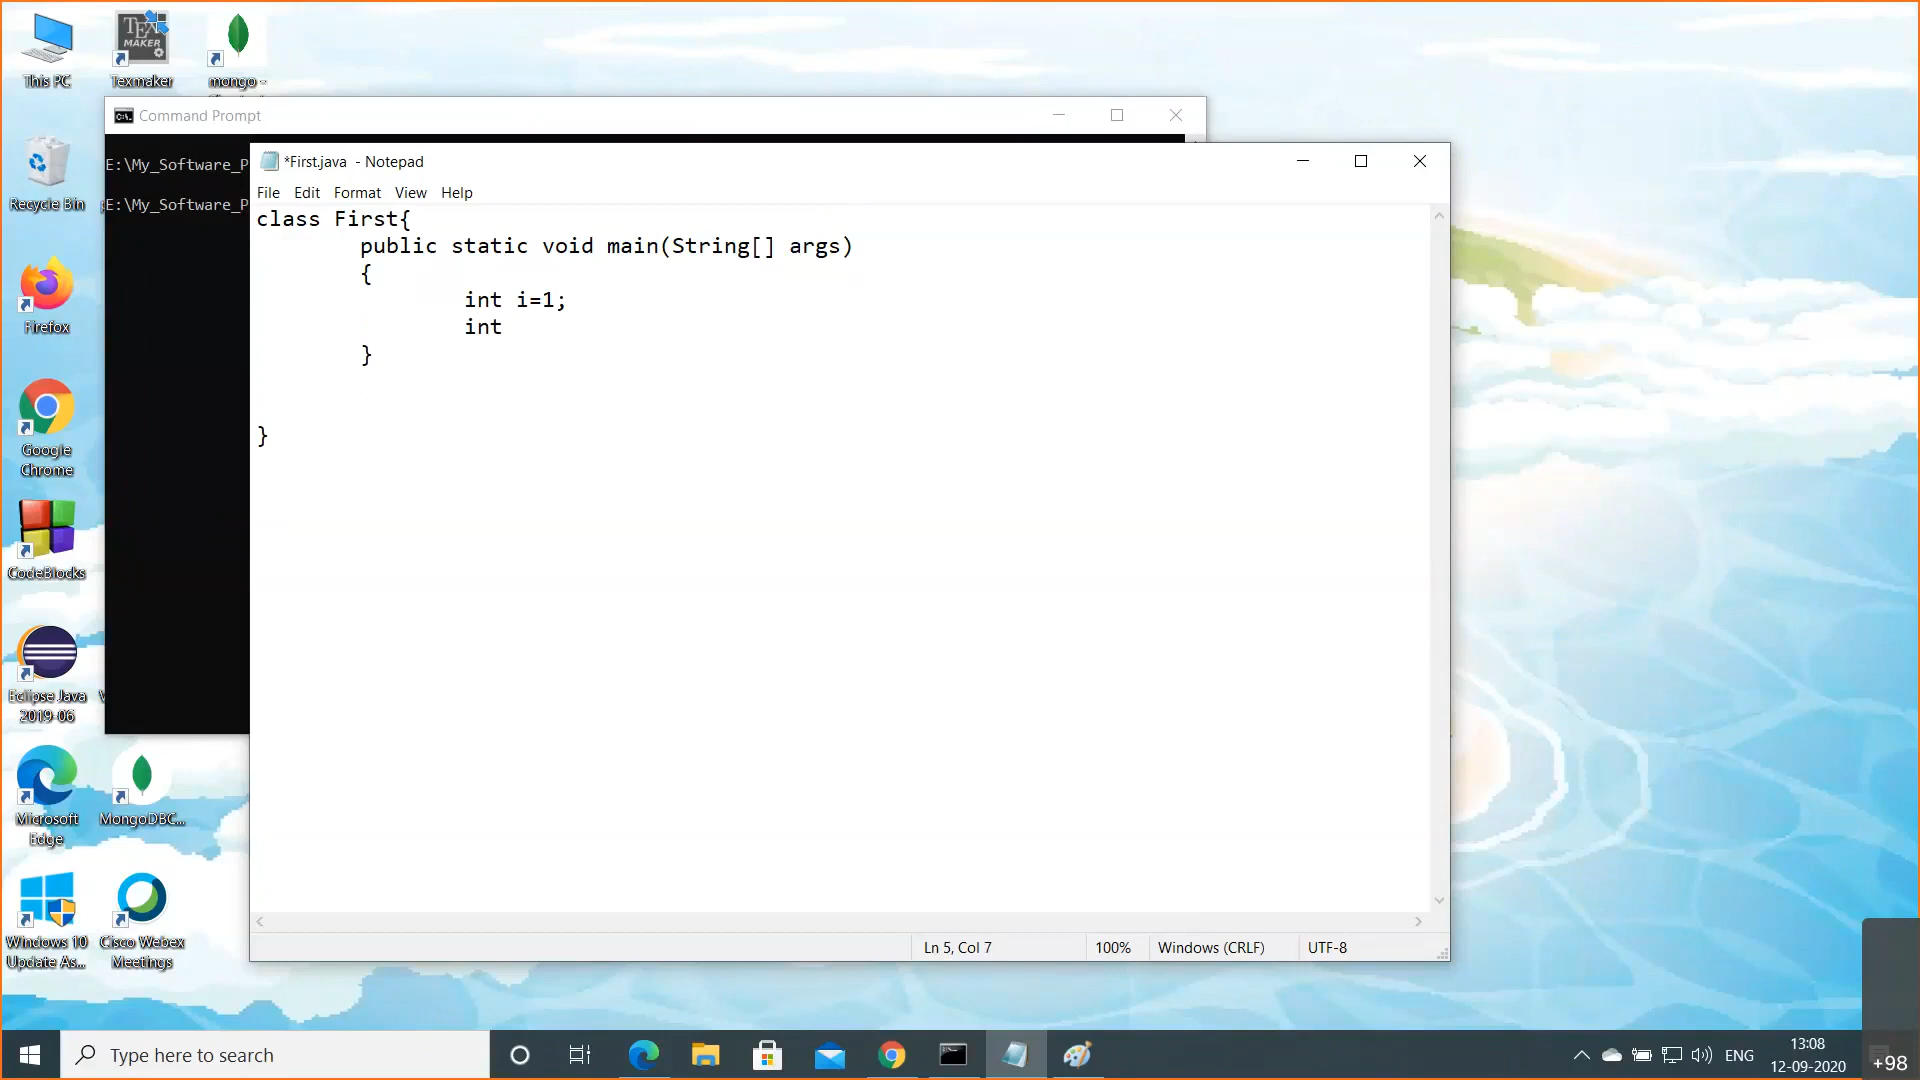 This PC
Texmaker
mongo -
Command Prompt
E:\My_Software_P
E:\My_Software_P
*First.java - Notepad
File Edit Format View Help
class First{
public static void main(String[] args)
{
int i=1;
int
}
}
Ln 5, Col 7
100%
Windows (CRLF)
UTF-8
Recycle Bin
Firefox
Google
Chrome
CodeBlocks
Eclipse Java
2019-06
Microsoft
Edge
MongoDBC...
Windows 10
Update As...
Cisco Webex
Meetings
Type here to search
ENG
13:08
12-09-2020
+98